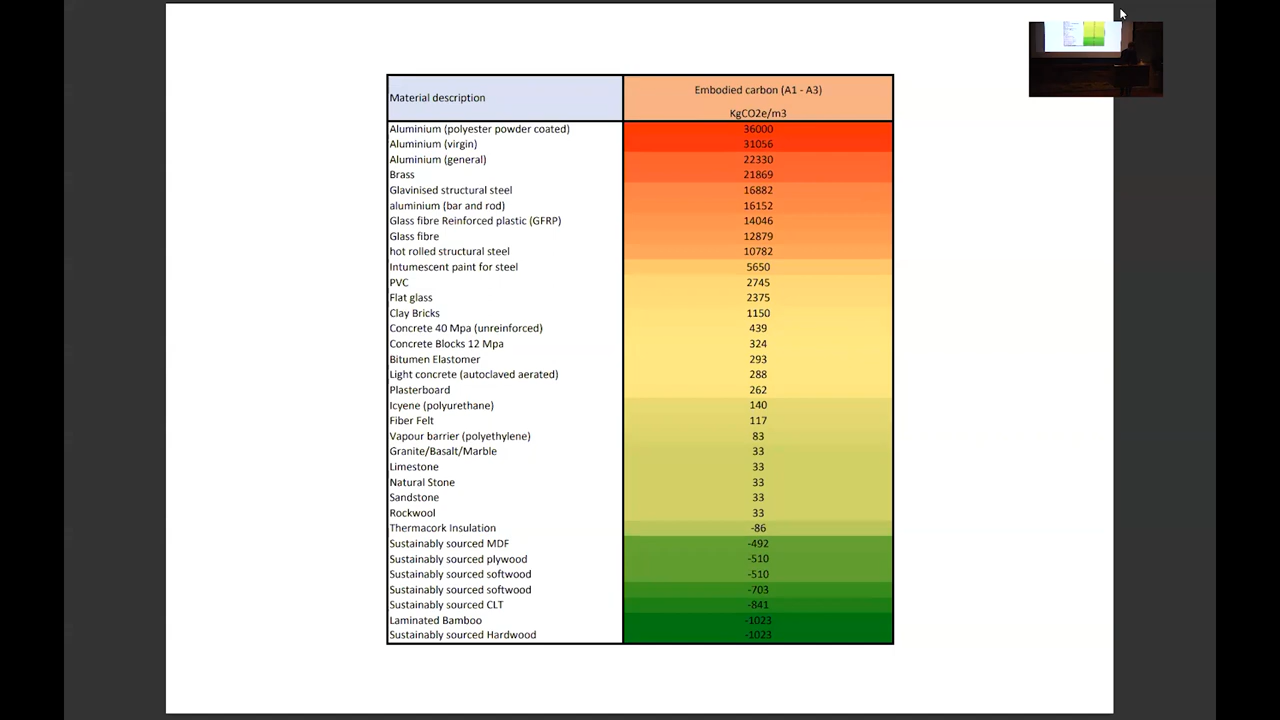 Material description
Embodied carbon (A1 - A3)
KgCO2e/m3
Aluminium (polyester powder coated) 36000
Aluminium (virgin) 31056
Aluminium (general) 22330
Brass 21869
Glavinised structural steel 16882
aluminium (bar and rod) 16152
Glass fibre Reinforced plastic (GFRP) 14046
Glass fibre 12879
hot rolled structural steel 10782
Intumescent paint for steel 5650
PVC 2745
Flat glass 2375
Clay Bricks 1150
Concrete 40 Mpa (unreinforced) 439
Concrete Blocks 12 Mpa 324
Bitumen Elastomer 293
Light concrete (autoclaved aerated) 288
Plasterboard 262
Icyene (polyurethane) 140
Fiber Felt 117
Vapour barrier (polyethylene) 83
Granite/Basalt/Marble 33
Limestone 33
Natural Stone 33
Sandstone 33
Rockwool 33
Thermacork Insulation -86
Sustainably sourced MDF -492
Sustainably sourced plywood -510
Sustainably sourced softwood -510
Sustainably sourced softwood -703
Sustainably sourced CLT -841
Laminated Bamboo -1023
Sustainably sourced Hardwood -1023